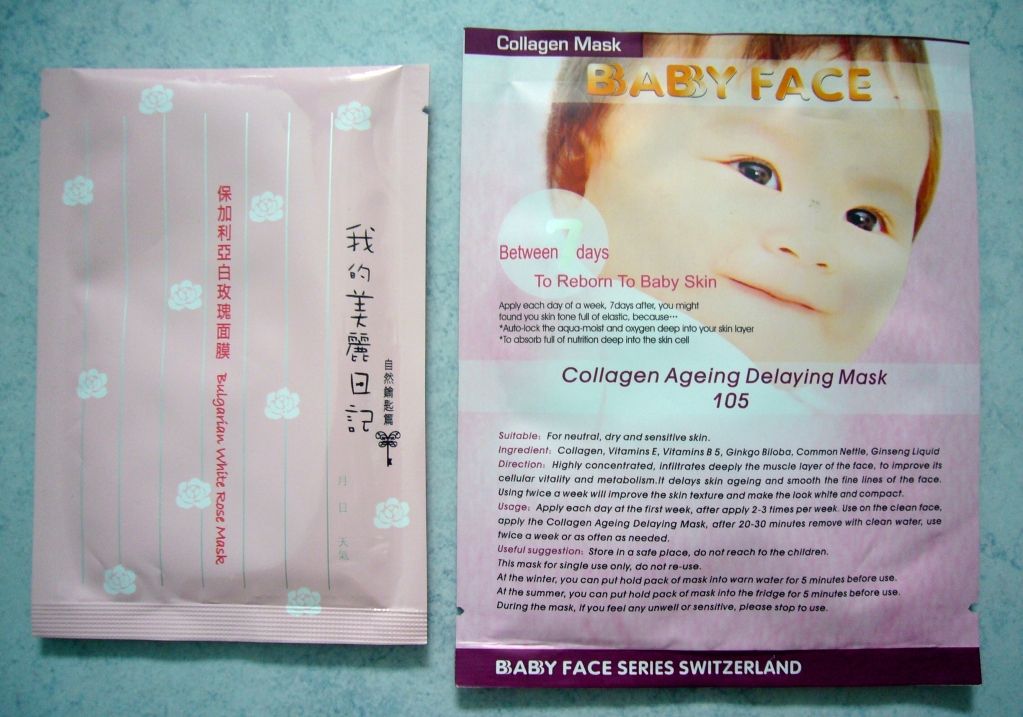 我的美麗日記
自然鑰匙篇
月 日 天氣
保加利亞白玫瑰面膜 Bulgarian White Rose Mask
Collagen Mask
BABY FACE
Between 7 days
To Reborn To Baby Skin
Apply each day of a week, 7days after, you might
found you skin tone full of elastic, because···
*Auto-lock the aqua-moist and oxygen deep into your skin layer
*To absorb full of nutrition deep into the skin cell
Collagen Ageing Delaying Mask
105
Suitable: For neutral, dry and sensitive skin.
Ingredient: Collagen, Vitamins E, Vitamins B 5, Ginkgo Biloba, Common Nettle, Ginseng Liquid
Direction: Highly concentrated, infiltrates deeply the muscle layer of the face, to improve its
cellular vitality and metabolism.It delays skin ageing and smooth the fine lines of the face.
Using twice a week will improve the skin texture and make the look white and compact.
Usage: Apply each day at the first week, after apply 2-3 times per week. Use on the clean face,
apply the Collagen Ageing Delaying Mask, after 20-30 minutes remove with clean water, use
twice a week or as often as needed.
Useful suggestion: Store in a safe place, do not reach to the children.
This mask for single use only, do not re-use.
At the winter, you can put hold pack of mask into warn water for 5 minutes before use.
At the summer, you can put hold pack of mask into the fridge for 5 minutes before use.
During the mask, if you feel any unwell or sensitive, please stop to use.
BABY FACE SERIES SWITZERLAND